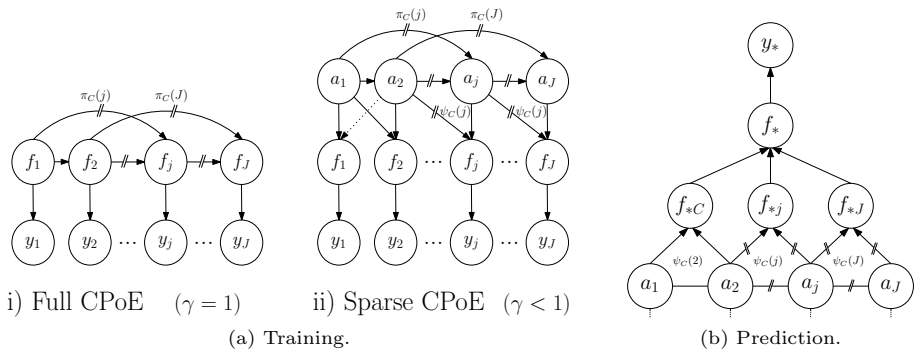 π_C(j) π_C(J)
f_1 f_2 f_j f_J
y_1 y_2 ... y_j ... y_J
i) Full CPoE (γ = 1)
π_C(j) π_C(J)
a_1 a_2 a_j a_J
ψ_C(j) ψ_C(J)
f_1 f_2 ... f_j ... f_J
y_1 y_2 ... y_j ... y_J
ii) Sparse CPoE (γ < 1)
(a) Training.
y_*
f_*
f_{*C} f_{*j} f_{*J}
ψ_C(2) ψ_C(j) ψ_C(J)
a_1 a_2 a_j a_J
(b) Prediction.